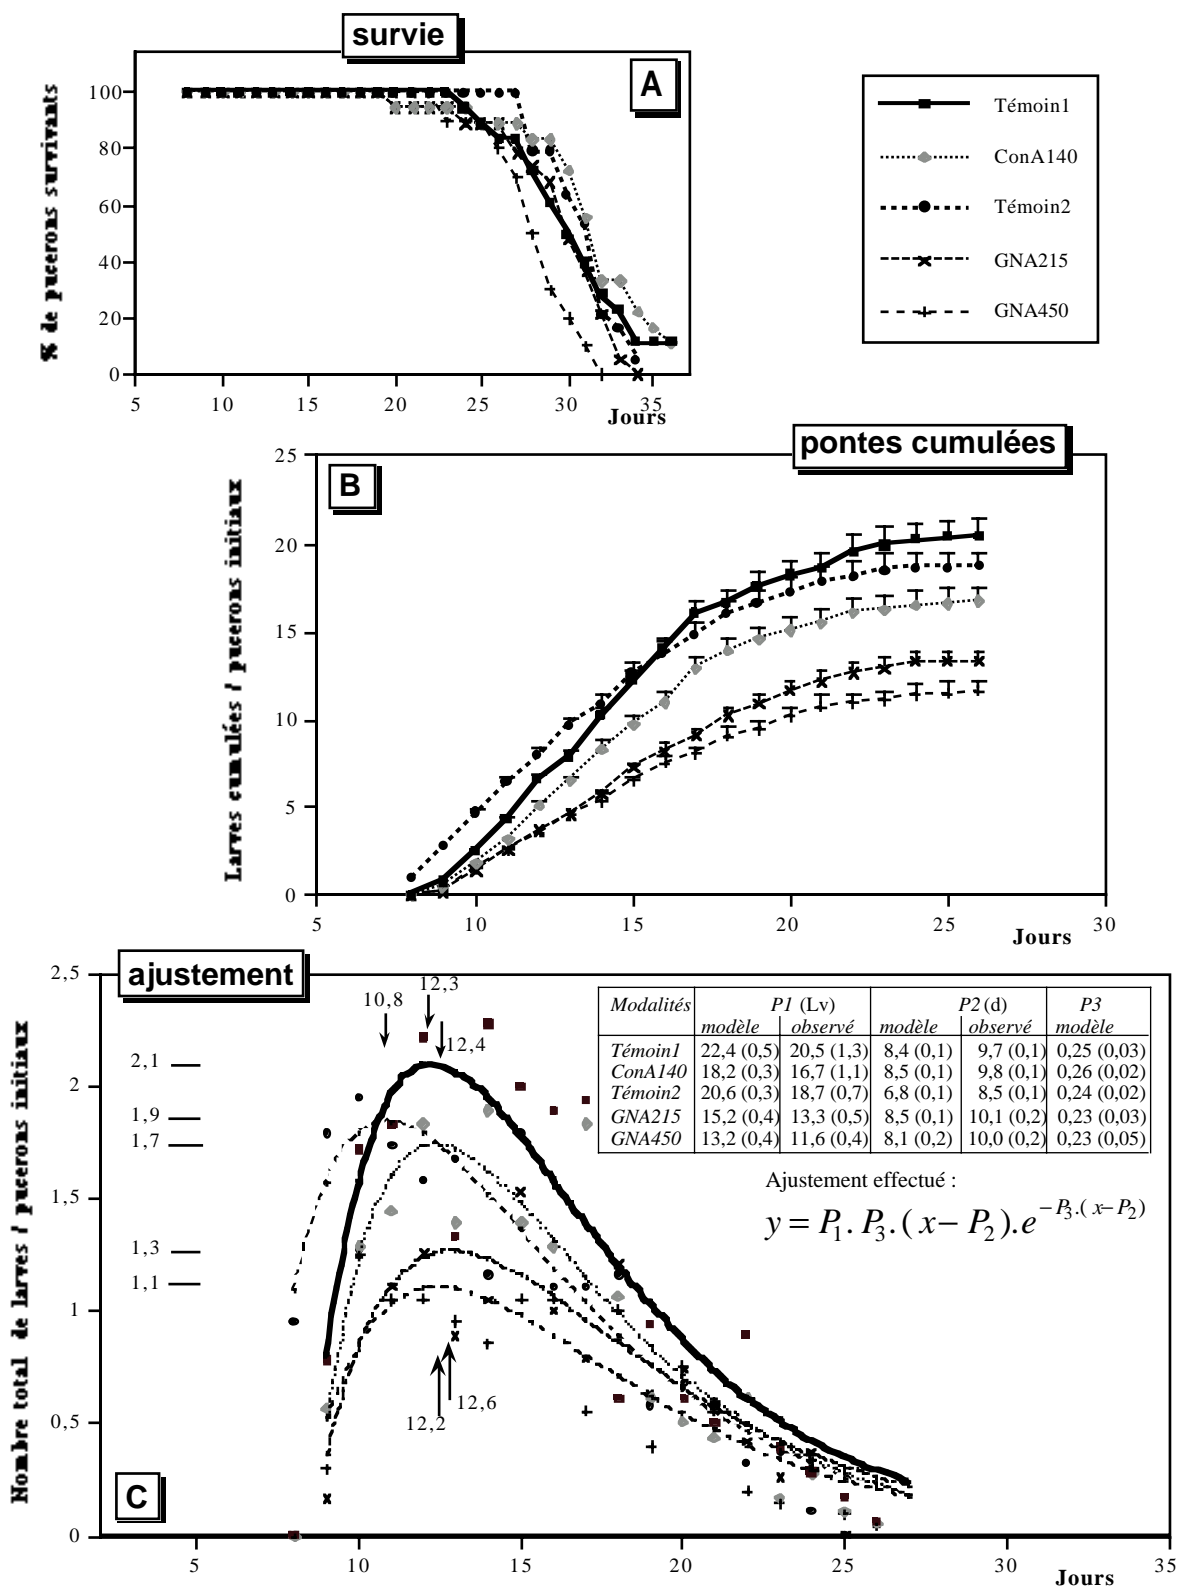 survie
A
% de pucerons survivants
100
80
60
40
20
0
5
10
15
20
25
30
35
Jours
Témoin1
ConA140
Témoin2
GNA215
GNA450
pontes cumulées
B
Larves cumulées / pucerons initiaux
25
20
15
10
5
0
5
10
15
20
25
30
Jours
ajustement
C
Nombre total de larves / pucerons initiaux
2,5
2,1
2
1,9
1,7
1,5
1,3
1,1
1
0,5
0
10,8
12,3
12,4
12,2
12,6
Modalités P1 (Lv) P2 (d) P3
modèle observé modèle observé modèle
Témoin1 22,4 (0,5) 20,5 (1,3) 8,4 (0,1) 9,7 (0,1) 0,25 (0,03)
ConA140 18,2 (0,3) 16,7 (1,1) 8,5 (0,1) 9,8 (0,1) 0,26 (0,02)
Témoin2 20,6 (0,3) 18,7 (0,7) 6,8 (0,1) 8,5 (0,1) 0,24 (0,02)
GNA215 15,2 (0,4) 13,3 (0,5) 8,5 (0,1) 10,1 (0,2) 0,23 (0,03)
GNA450 13,2 (0,4) 11,6 (0,4) 8,1 (0,2) 10,0 (0,2) 0,23 (0,05)
Ajustement effectué :
y = P₁. P₃.( x− P₂).e^−P₃.( x−P₂)
5
10
15
20
25
30
35
Jours